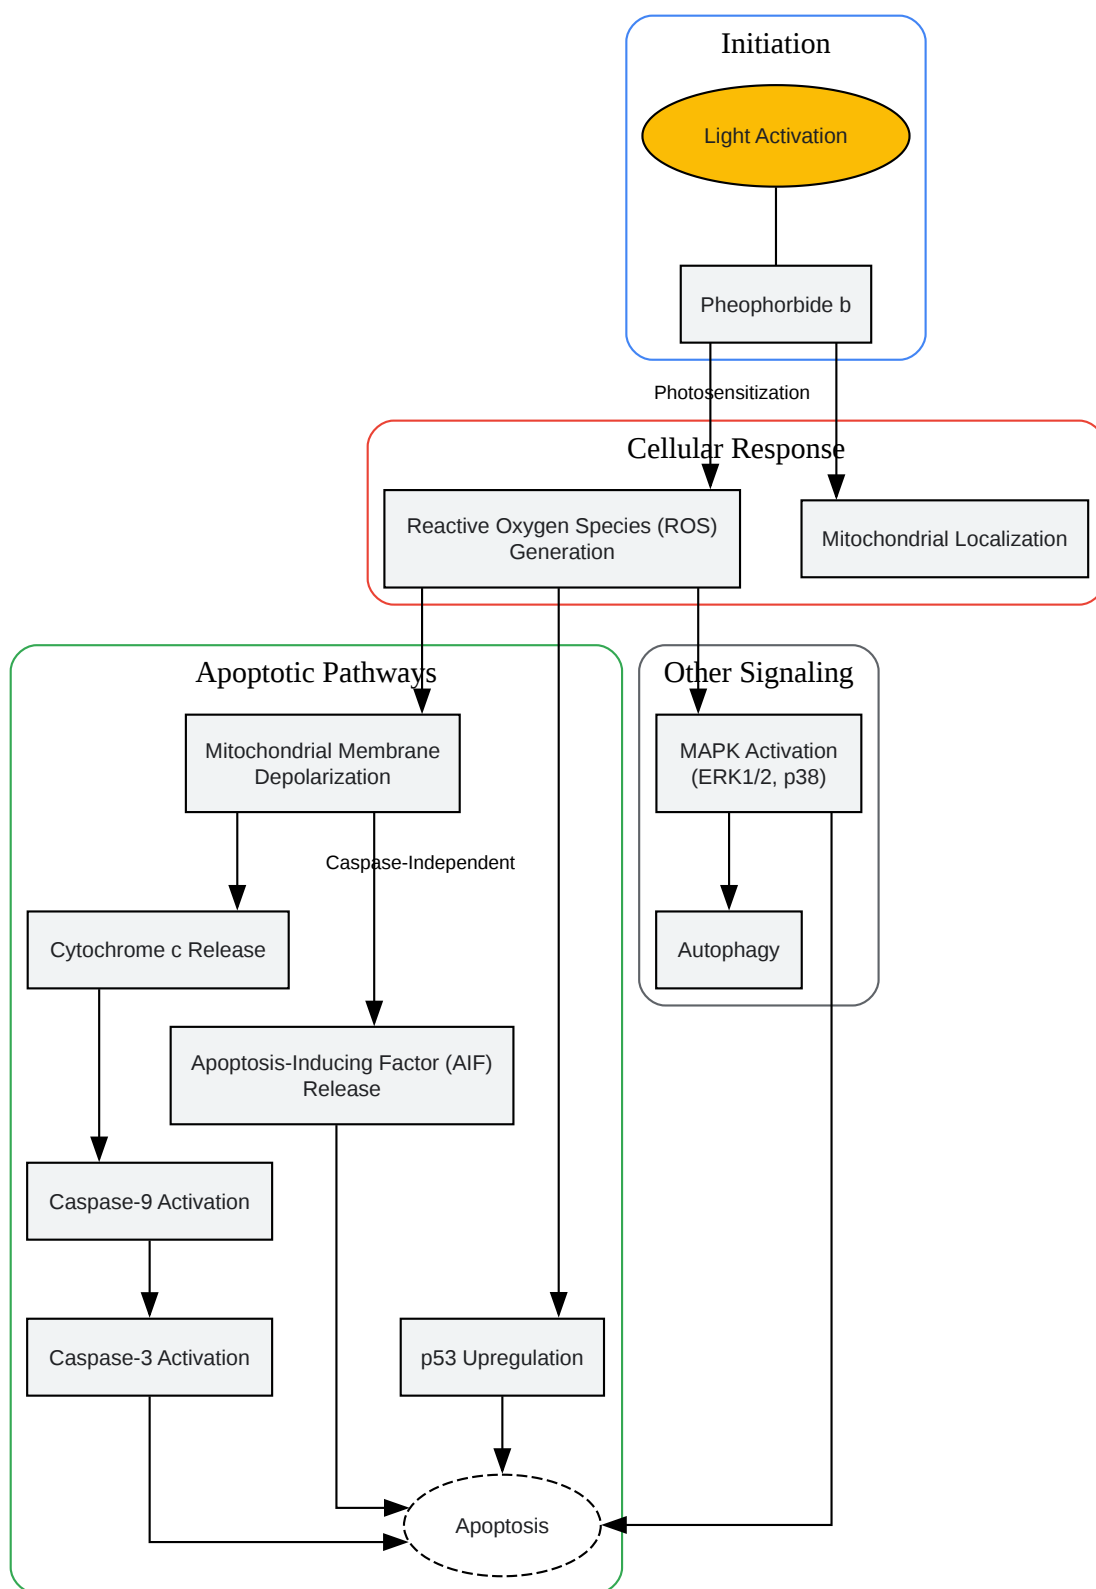 Initiation
Light Activation
Pheophorbide b
Photosensitization
Cellular Response
Reactive Oxygen Species (ROS)
Generation
Mitochondrial Localization
Apoptotic Pathways
Other Signaling
Mitochondrial Membrane
Depolarization
MAPK Activation
(ERK1/2, p38)
Caspase-Independent
Cytochrome c Release
Autophagy
Apoptosis-Inducing Factor (AIF)
Release
Caspase-9 Activation
Caspase-3 Activation
p53 Upregulation
Apoptosis